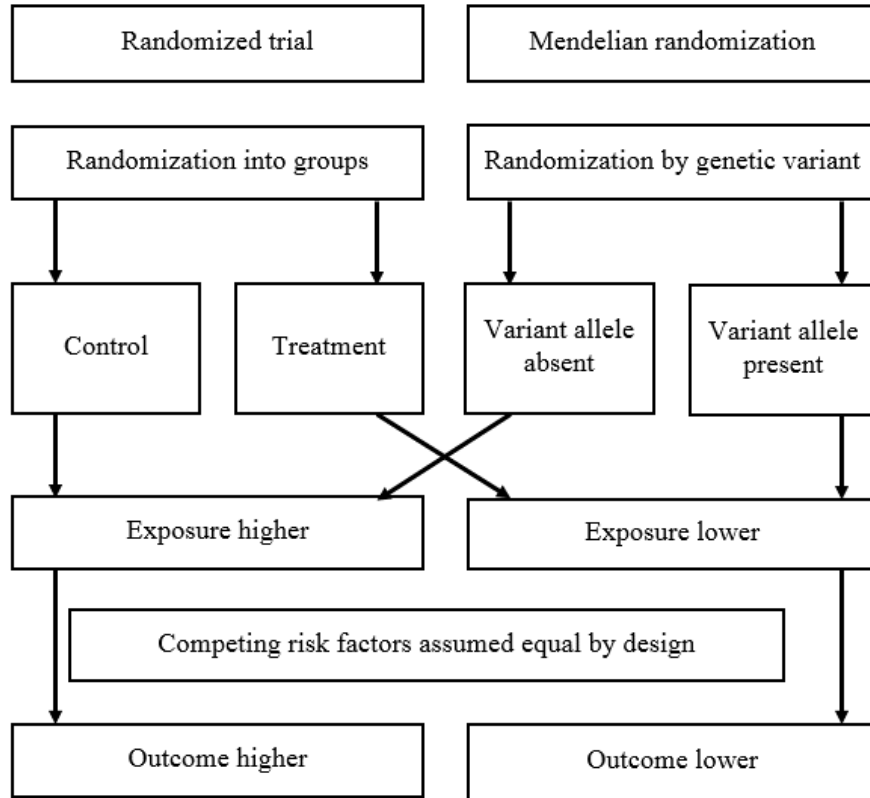 Randomized trial
Mendelian randomization
Randomization into groups
Randomization by genetic variant
Control
Treatment
Variant allele
absent
Variant allele
present
Exposure higher
Exposure lower
Competing risk factors assumed equal by design
Outcome higher
Outcome lower